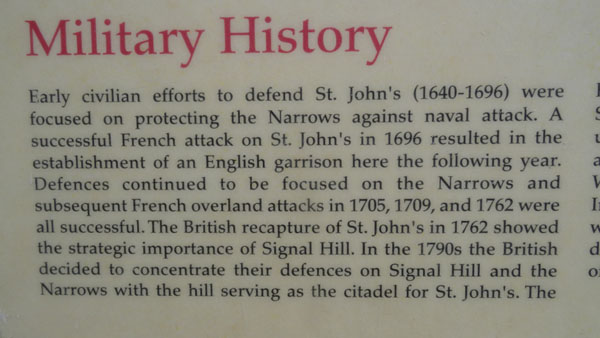 Military History
Early civilian efforts to defend St. John's (1640-1696) were
focused on protecting the Narrows against naval attack. A
successful French attack on St. John's in 1696 resulted in the
establishment of an English garrison here the following year.
Defences continued to be focused on the Narrows and
subsequent French overland attacks in 1705, 1709, and 1762 were
all successful. The British recapture of St. John's in 1762 showed
the strategic importance of Signal Hill. In the 1790s the British
decided to concentrate their defences on Signal Hill and the
Narrows with the hill serving as the citadel for St. John's. The